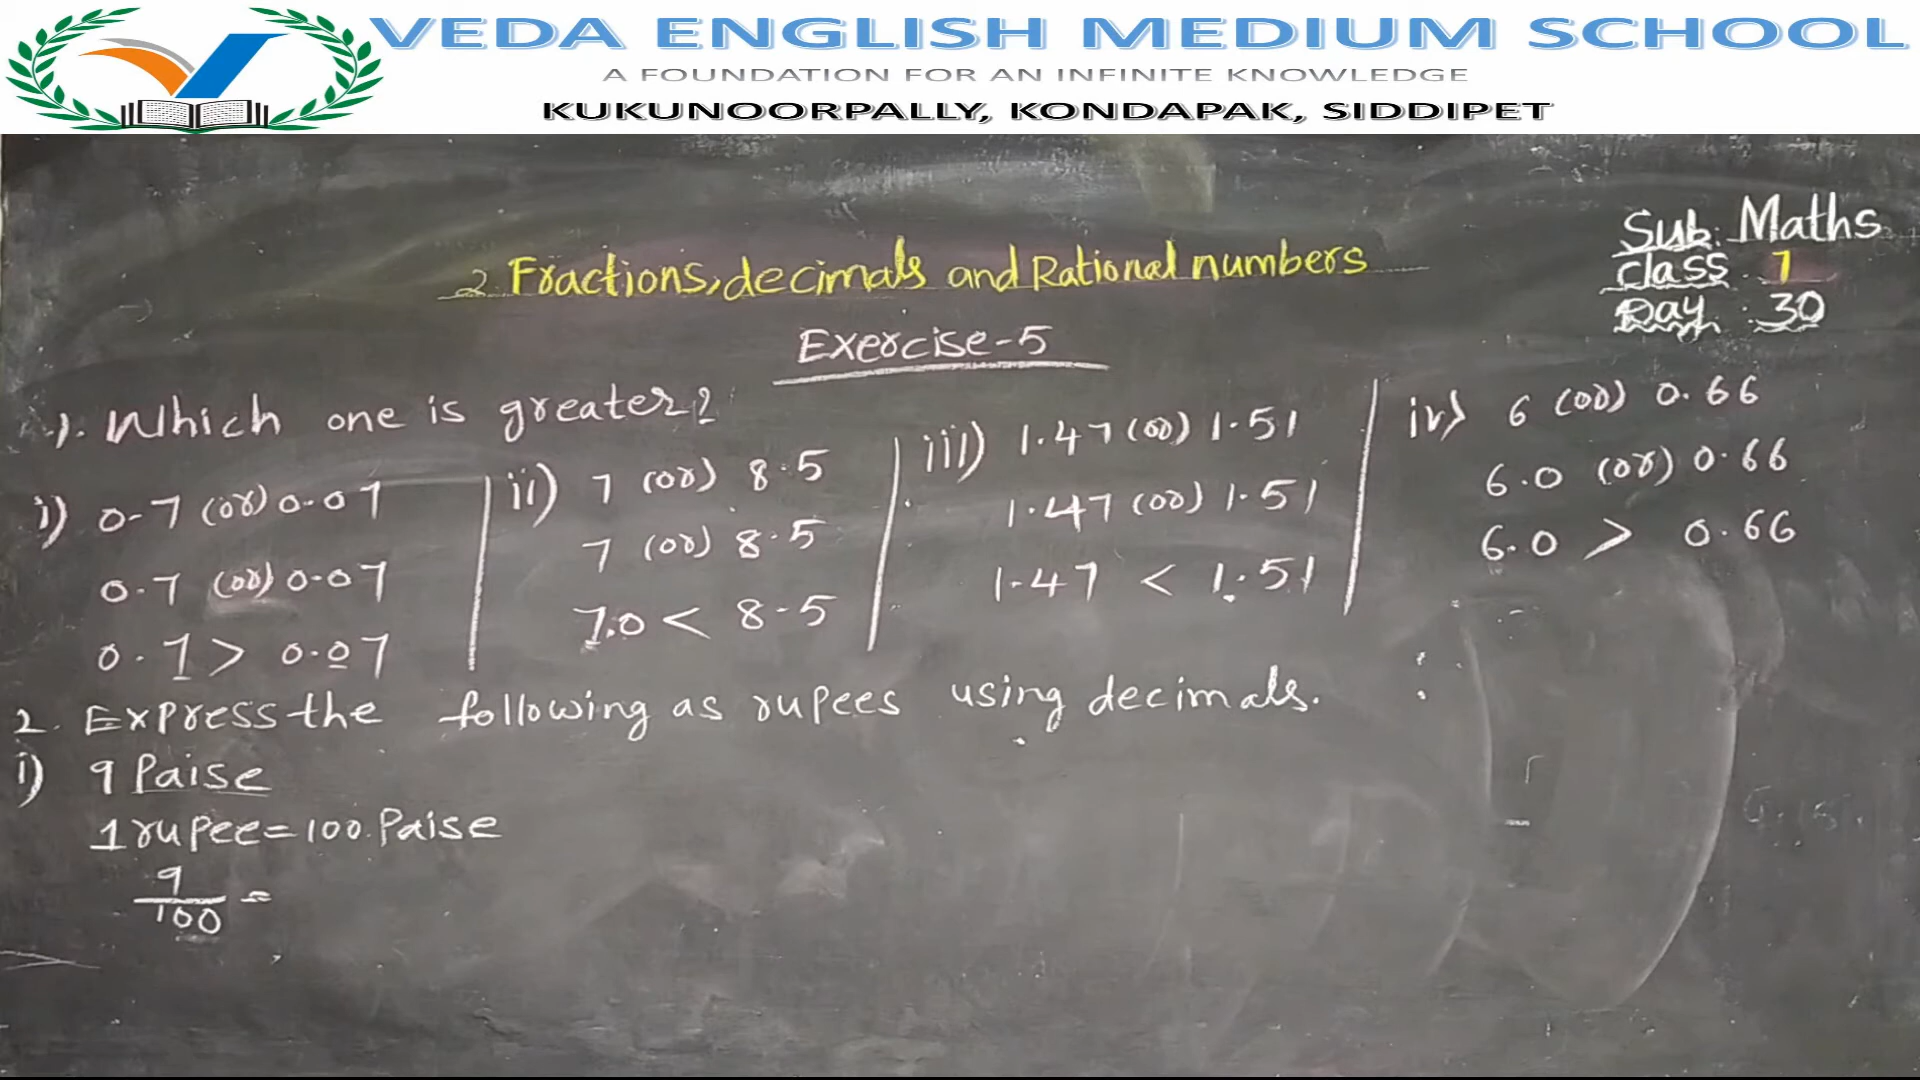 VEDA ENGLISH MEDIUM SCHOOL
A FOUNDATION FOR AN INFINITE KNOWLEDGE
KUKUNOORPALLY, KONDAPAK, SIDDIPET
Sub: Maths
class : 7
Day : 30
2. Fractions, decimals and Rational numbers
Exercise-5
1. Which one is greater?
i) 0.7 (or) 0.07
0.7 (or) 0.07
0.7 > 0.07
ii) 7 (or) 8.5
7 (or) 8.5
7.0 < 8.5
iii) 1.47 (or) 1.51
1.47 (or) 1.51
1.47 < 1.51
iv) 6 (or) 0.66
6.0 (or) 0.66
6.0 > 0.66
2. Express the following as rupees using decimals.
i) 9 Paise
1 rupee = 100 Paise
9/100 =